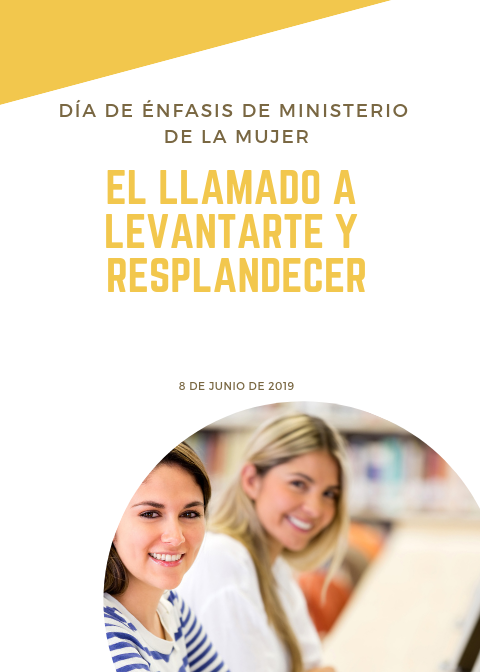 DÍA DE ÉNFASIS DE MINISTERIO
DE LA MUJER
EL LLAMADO A
LEVANTARTE Y
RESPLANDECER
8 DE JUNIO DE 2019